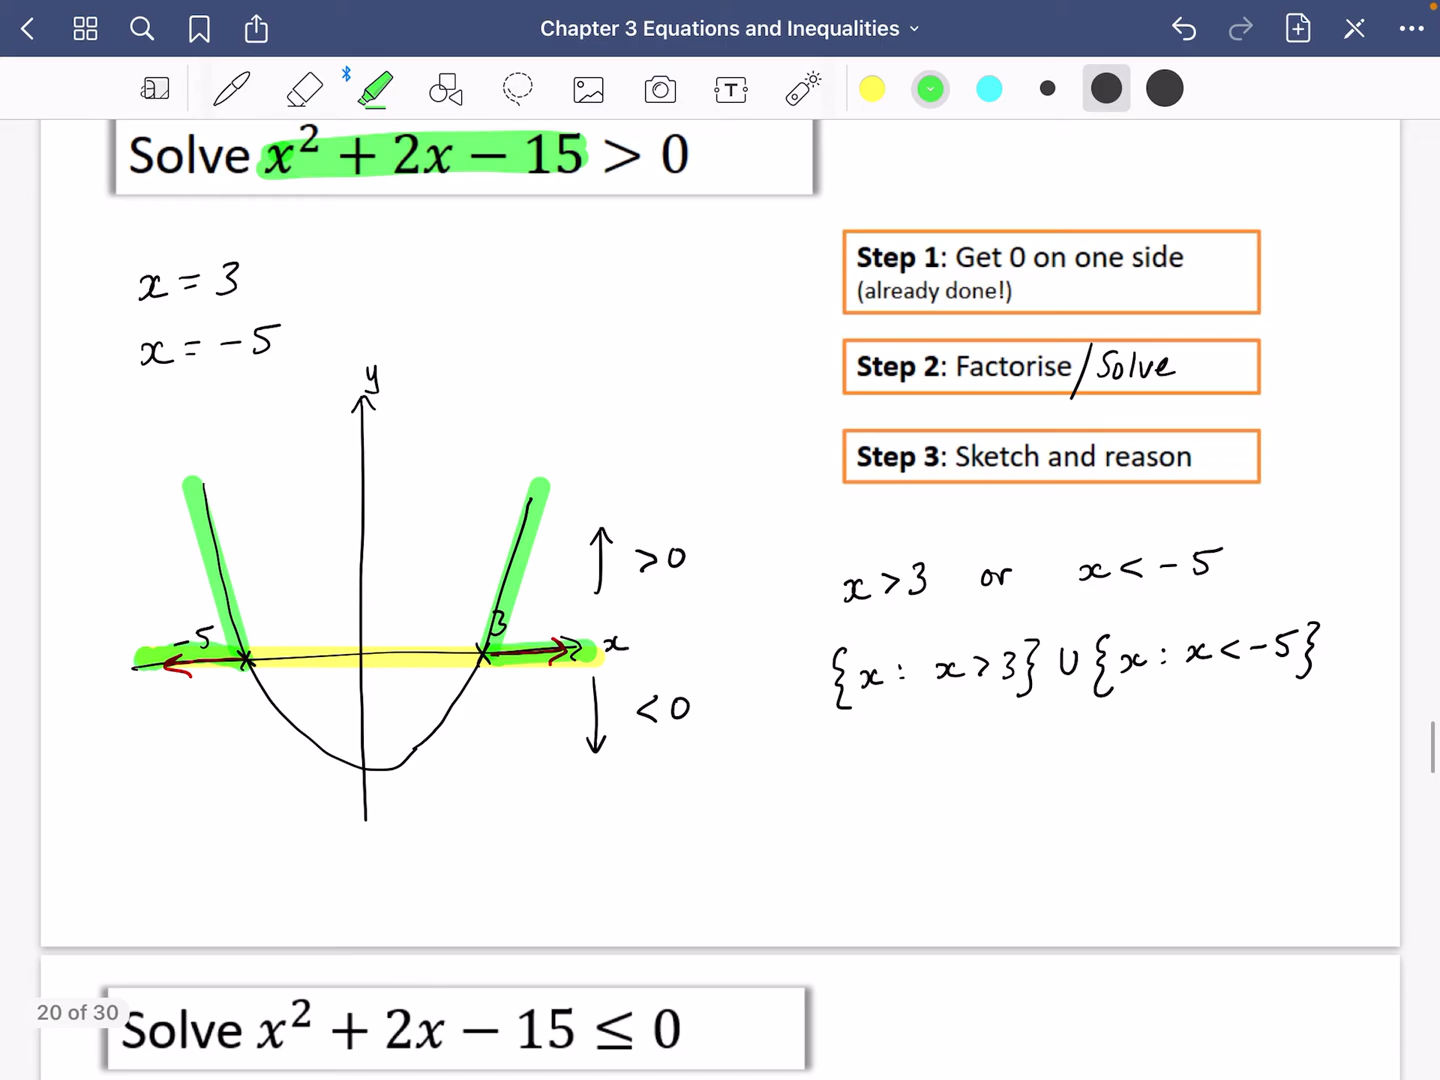 Chapter 3 Equations and Inequalities
Solve x² + 2x − 15 > 0
x = 3
x = -5
Step 1: Get 0 on one side
(already done!)
Step 2: Factorise / Solve
Step 3: Sketch and reason
y
-5
3
x
>0
<0
x > 3 or x < -5
{x : x > 3} ∪ {x : x < -5}
20 of 30
Solve x² + 2x − 15 ≤ 0